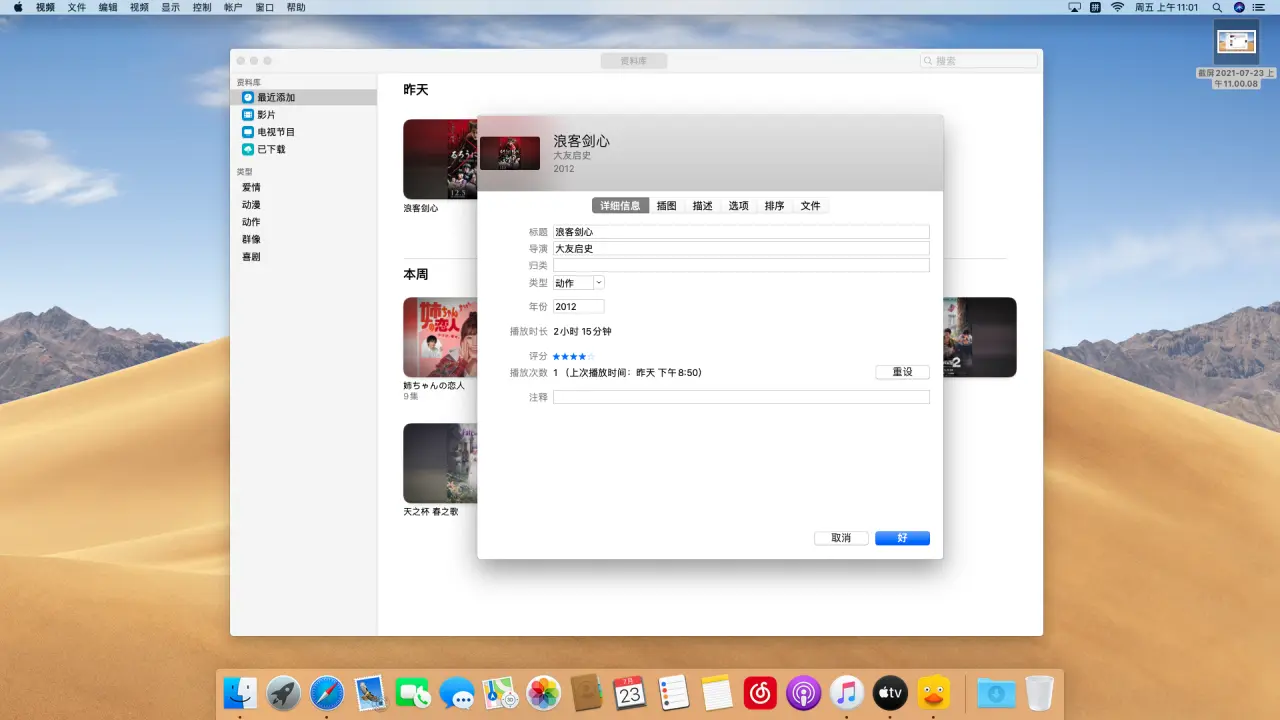 视频 文件 编辑 视频 显示 控制 帐户 窗口 帮助 拼 周五 上午11:01
截屏2021-07-23 上
午11.00.08
资料库 搜索
资料库
最近添加
影片
电视节目
已下载
类型
爱情
动漫
动作
群像
喜剧
昨天
浪客剑心
本周
姉ちゃんの恋人
9集
天之杯 春之歌
浪客剑心
大友启史
2012
详细信息 插图 描述 选项 排序 文件
标题 浪客剑心
导演 大友启史
归类
类型 动作
年份 2012
播放时长 2小时 15分钟
评分 ★★★★☆
播放次数 1（上次播放时间：昨天 下午8:50） 重设
注释
取消 好
7月
23
tv